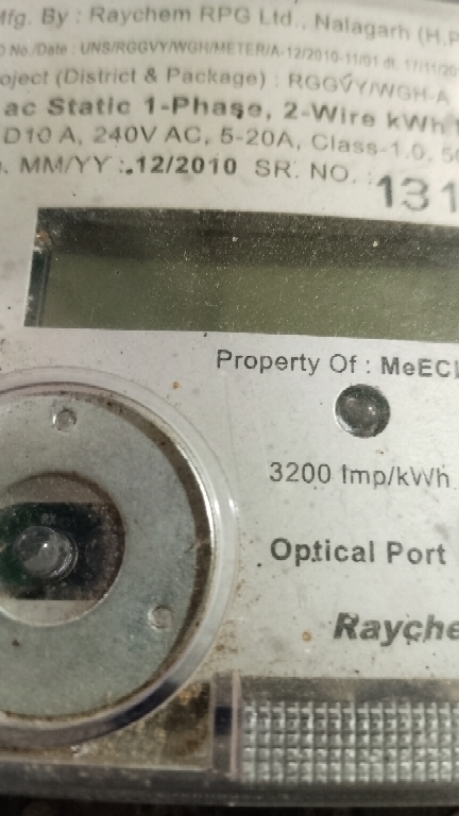 Mfg. By : Raychem RPG Ltd., Nalagarh (H.P
O No./Date : UNS/RGGVY/WGH/METER/A-12/2010-11/01 dt. 17/11/20
oject (District & Package) : RGGVY/WGH-A
ac Static 1-Phase, 2-Wire kWh
D10 A, 240V AC, 5-20A, Class-1.0, 50
. MM/YY :.12/2010 SR. NO. :131
Property Of : MeECL
3200 Imp/kWh
Optical Port
Rayche